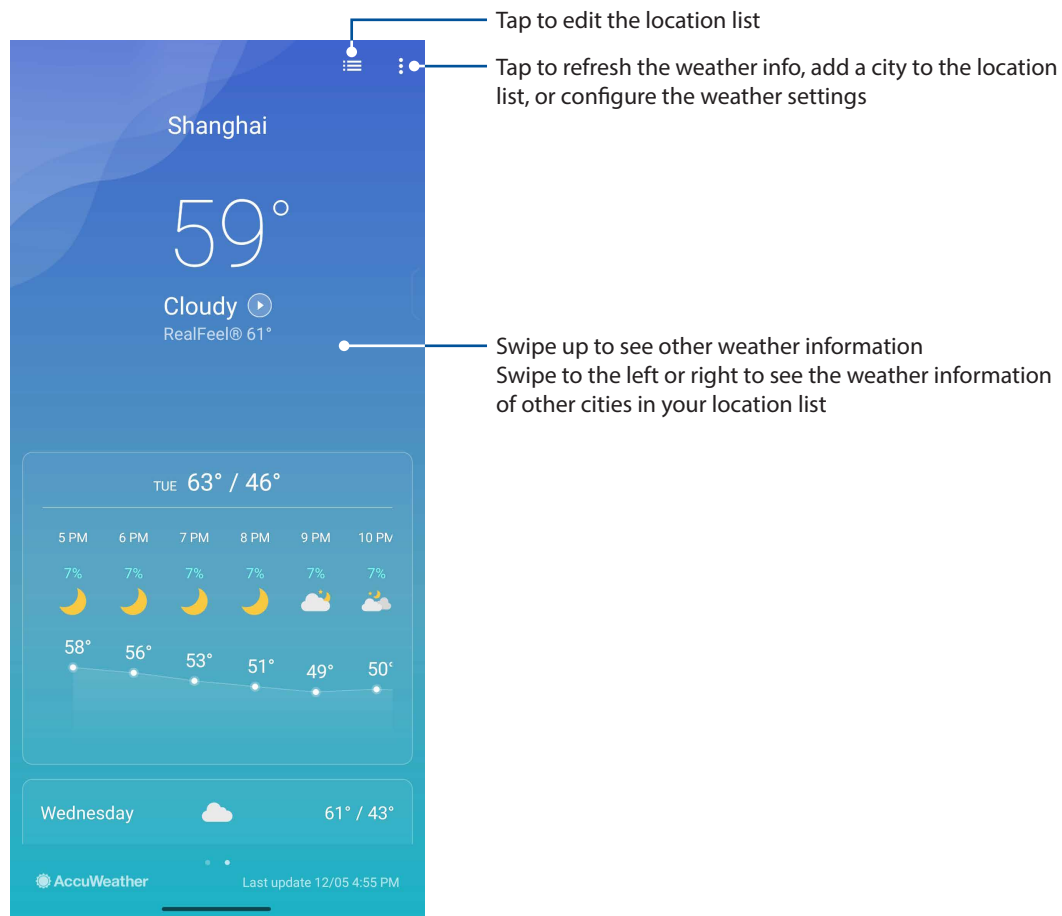 Tap to edit the location list
Tap to refresh the weather info, add a city to the location
list, or configure the weather settings
Shanghai
59°
Cloudy
RealFeel® 61°
Swipe up to see other weather information
Swipe to the left or right to see the weather information
of other cities in your location list
TUE 63° / 46°
5 PM 6 PM 7 PM 8 PM 9 PM 10 PM
7% 7% 7% 7% 7% 7%
58° 56° 53° 51° 49° 50°
Wednesday 61° / 43°
AccuWeather Last update 12/05 4:55 PM